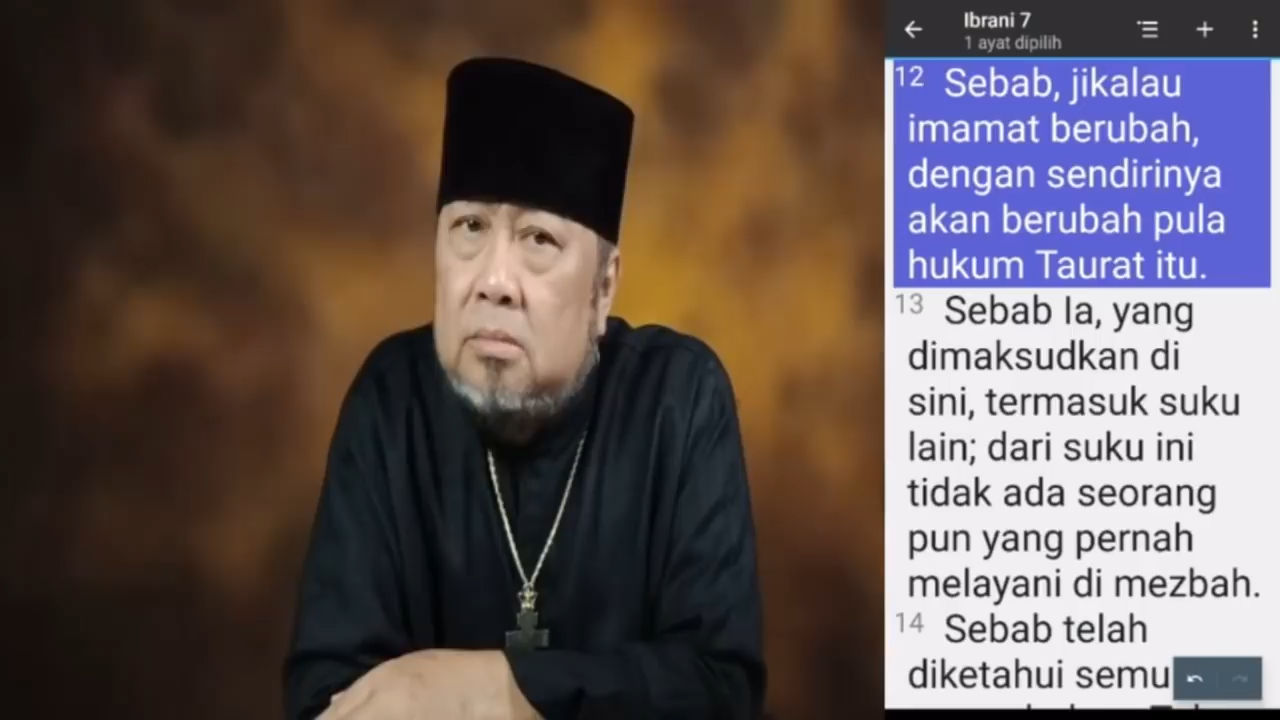 Ibrani 7
1 ayat dipilih
12 Sebab, jikalau
imamat berubah,
dengan sendirinya
akan berubah pula
hukum Taurat itu.
13 Sebab Ia, yang
dimaksudkan di
sini, termasuk suku
lain; dari suku ini
tidak ada seorang
pun yang pernah
melayani di mezbah.
14 Sebab telah
diketahui semu